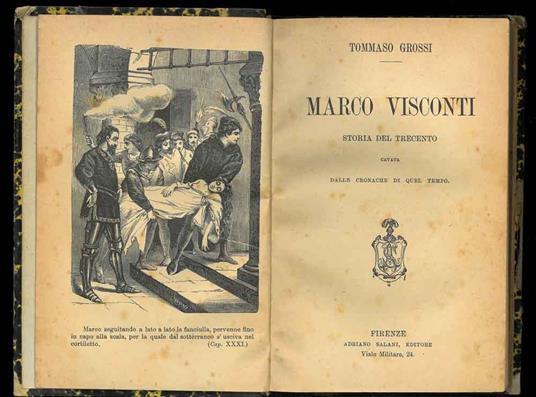 Marco seguitando a lato a lato la fanciulla, pervenne fino
in capo alla scala, per la quale dal sotterraneo s' usciva nel
cortiletto. (Cap. XXXI.)
TOMMASO GROSSI
MARCO VISCONTI
STORIA DEL TRECENTO
CAVATA
DALLE CRONACHE DI QUEL TEMPO.
FIRENZE
ADRIANO SALANI, EDITORE
Viale Militare, 24.